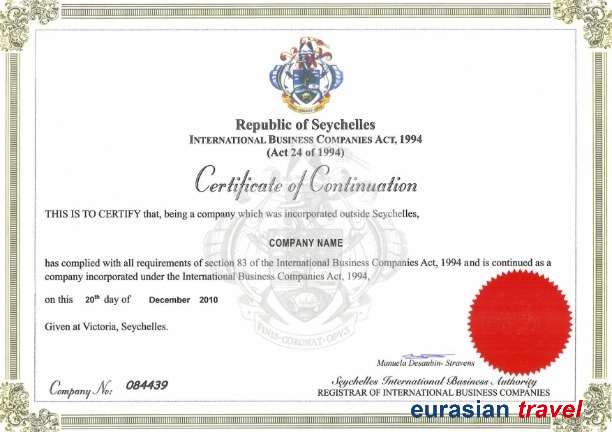 Republic of Seychelles
INTERNATIONAL BUSINESS COMPANIES ACT, 1994
(Act 24 of 1994)
Certificate of Continuation
THIS IS TO CERTIFY that, being a company which was incorporated outside Seychelles,
COMPANY NAME
has complied with all requirements of section 83 of the International Business Companies Act, 1994 and is continued as a
company incorporated under the International Business Companies Act, 1994,
on this 20th day of December 2010
FINIS CORONAT OPVS
Given at Victoria, Seychelles.
Manuela Desaubin- Stravens
Company No: 084439
Seychelles International Business Authority
REGISTRAR OF INTERNATIONAL BUSINESS COMPANIES
eurasian travel